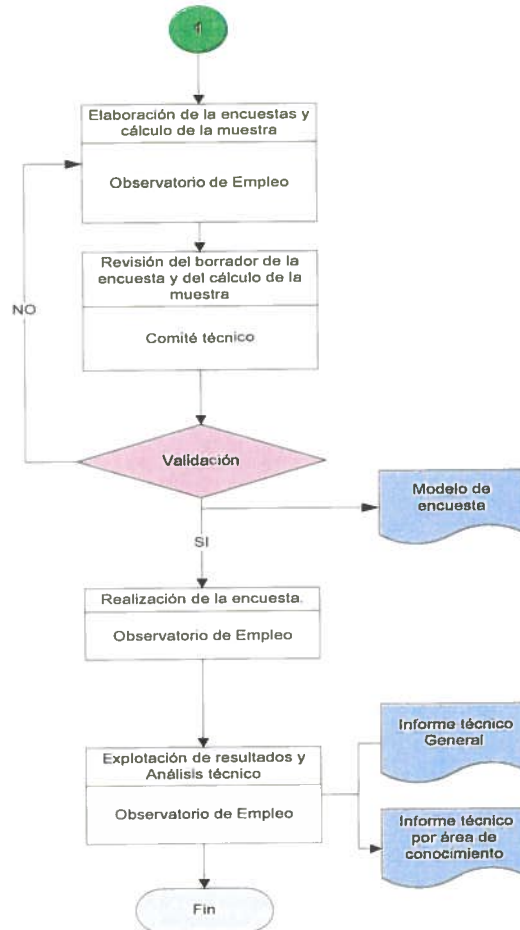 1
Elaboración de la encuestas y
cálculo de la muestra
Observatorio de Empleo
Revisión del borrador de la
encuesta y del cálculo de la
muestra
Comité técnico
NO
Validación
Modelo de
encuesta
SI
Realización de la encuesta.
Observatorio de Empleo
Informe técnico
General
Explotación de resultados y
Análisis técnico
Observatorio de Empleo
Informe técnico
por área de
conocimiento
Fin